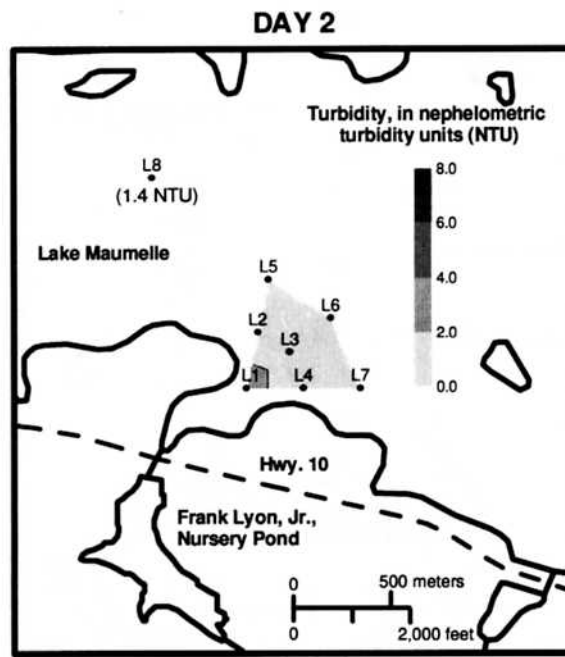 DAY 2
Turbidity, in nephelometric
turbidity units (NTU)
8.0
6.0
4.0
2.0
0.0
L8
(1.4 NTU)
Lake Maumelle
L5
L6
L2
L3
L1
L4
L7
Hwy. 10
Frank Lyon, Jr.,
Nursery Pond
0
500 meters
0
2,000 feet